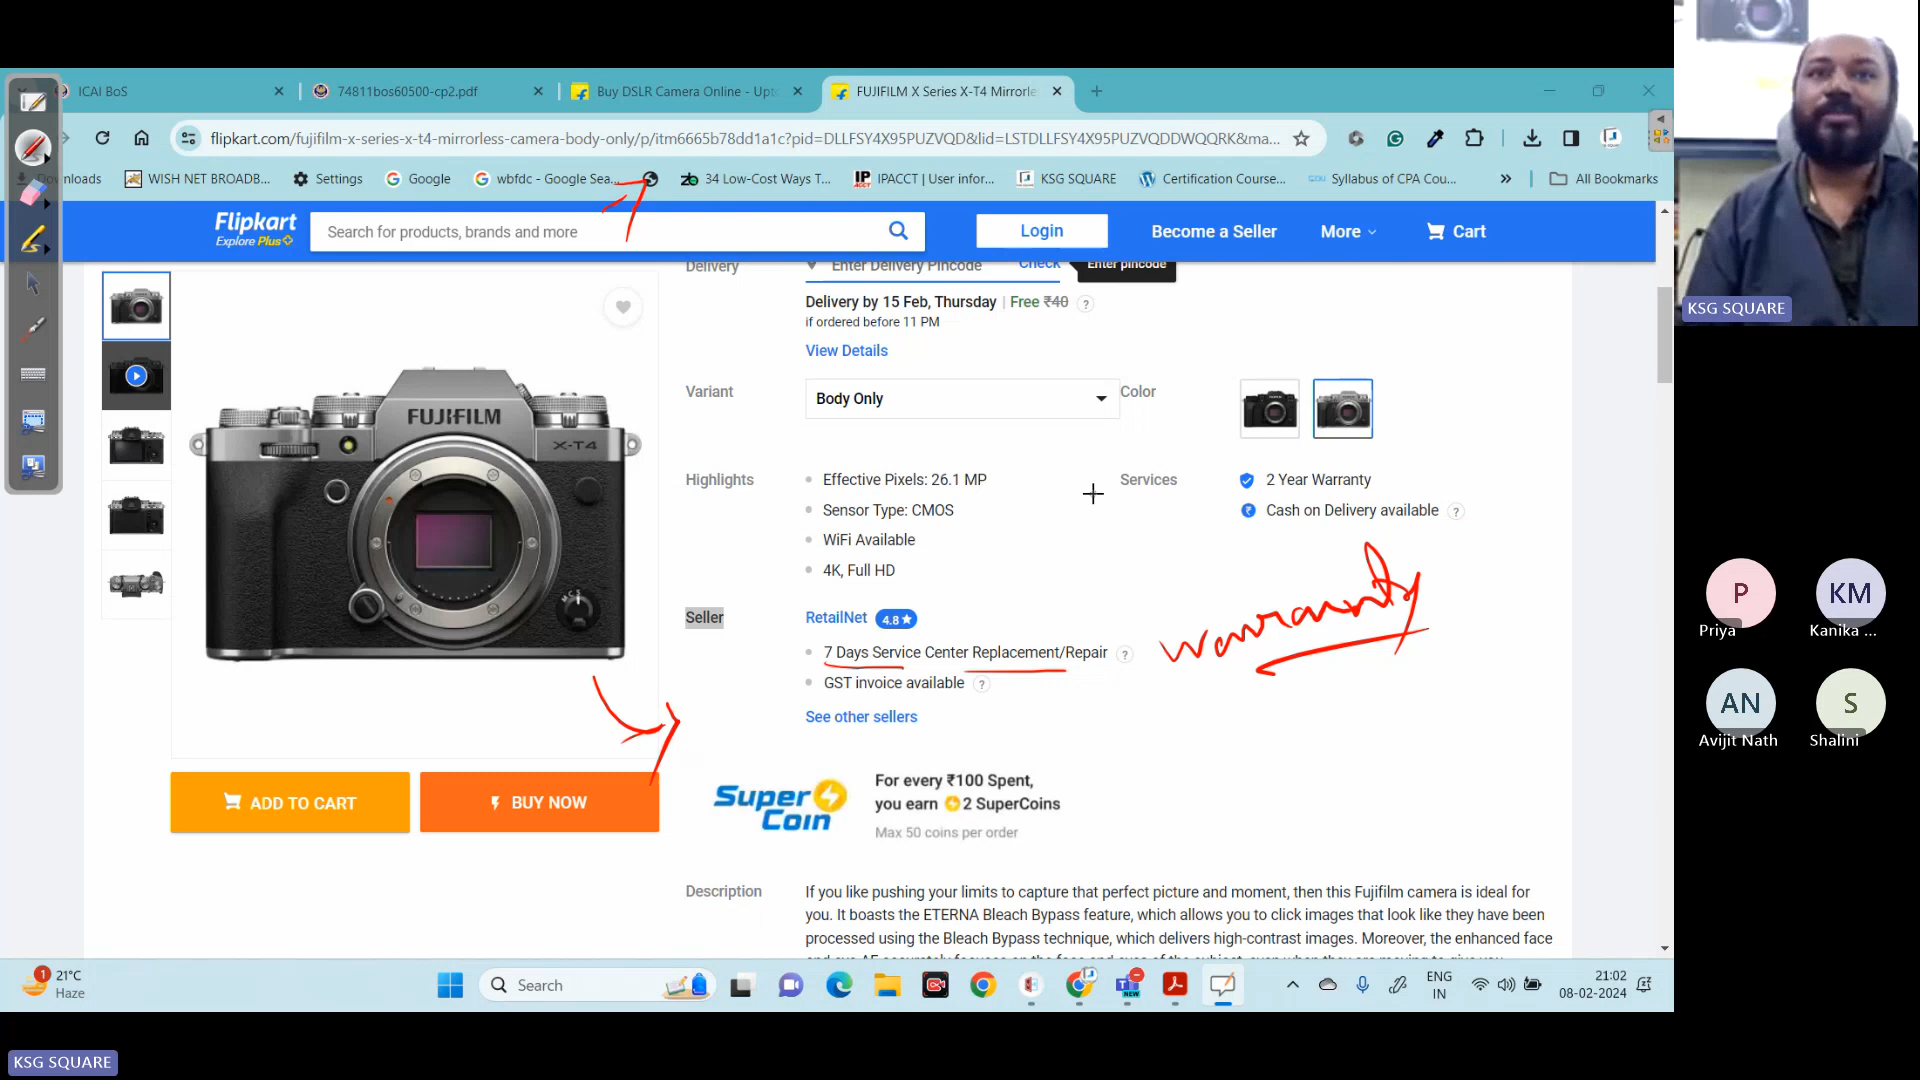 ICAI BoS
74811bos60500-cp2.pdf
Buy DSLR Camera Online - Upt
FUJIFILM X Series X-T4 Mirrorle
flipkart.com/fujifilm-x-series-x-t4-mirrorless-camera-body-only/p/itm6665b78dd1a1c?pid=DLLFSY4X95PUZVQD&lid=LSTDLLFSY4X95PUZVQDDWQQRK&ma...
WISH NET BROADB...
Settings
Google
wbfdc - Google Sea...
34 Low-Cost Ways T...
IPACCT | User infor...
KSG SQUARE
Certification Course...
Syllabus of CPA Cou...
»
All Bookmarks
Flipkart
Explore Plus
Search for products, brands and more
Login
Become a Seller
More
Cart
KSG SQUARE
Delivery
Enter Delivery Pincode
Check
Enter pincode
Delivery by 15 Feb, Thursday | Free ₹40 ?
if ordered before 11 PM
View Details
Variant
Body Only
Color
FUJIFILM
X-T4
Highlights
Effective Pixels: 26.1 MP
Sensor Type: CMOS
WiFi Available
4K, Full HD
Services
2 Year Warranty
Cash on Delivery available ?
Seller
RetailNet 4.8★
7 Days Service Center Replacement/Repair ?
GST invoice available ?
See other sellers
warranty
P
Priya
KM
Kanika ...
AN
Avijit Nath
S
Shalini
ADD TO CART
BUY NOW
Super Coin
For every ₹100 Spent,
you earn 2 SuperCoins
Max 50 coins per order
Description
If you like pushing your limits to capture that perfect picture and moment, then this Fujifilm camera is ideal for
you. It boasts the ETERNA Bleach Bypass feature, which allows you to click images that look like they have been
processed using the Bleach Bypass technique, which delivers high-contrast images. Moreover, the enhanced face
1
21°C
Haze
Search
NEW
ENG
IN
21:02
08-02-2024
KSG SQUARE